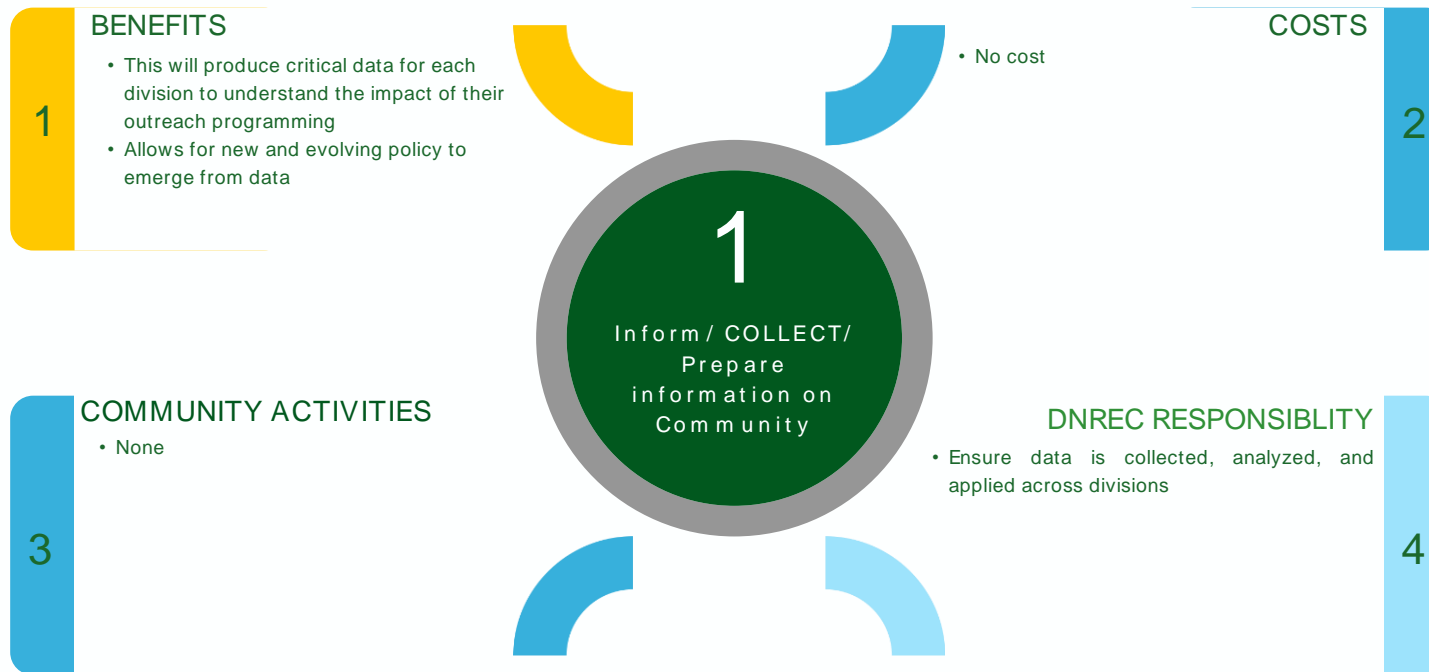 BENEFITS
1
• This will produce critical data for each
division to understand the impact of their
outreach programming
• Allows for new and evolving policy to
emerge from data
COSTS
2
• No cost
1
Inform/ COLLECT/
Prepare
information on
Community
COMMUNITY ACTIVITIES
3
• None
DNREC RESPONSIBLITY
4
• Ensure data is collected, analyzed, and
applied across divisions